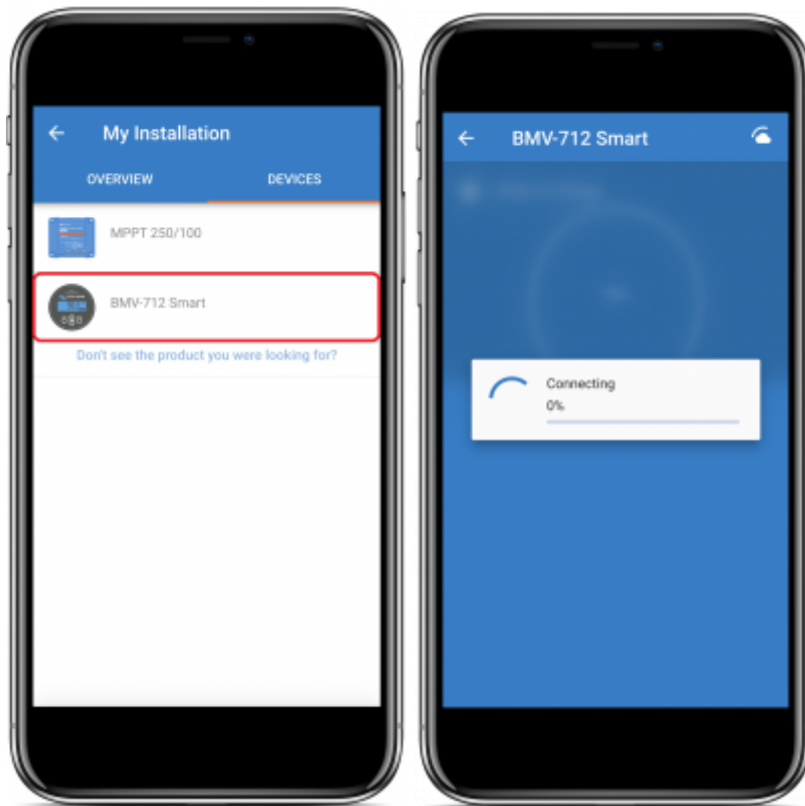 My Installation
OVERVIEW
DEVICES
MPPT 250/100
BMV-712 Smart
Don't see the product you were looking for?
BMV-712 Smart
Connecting
0%